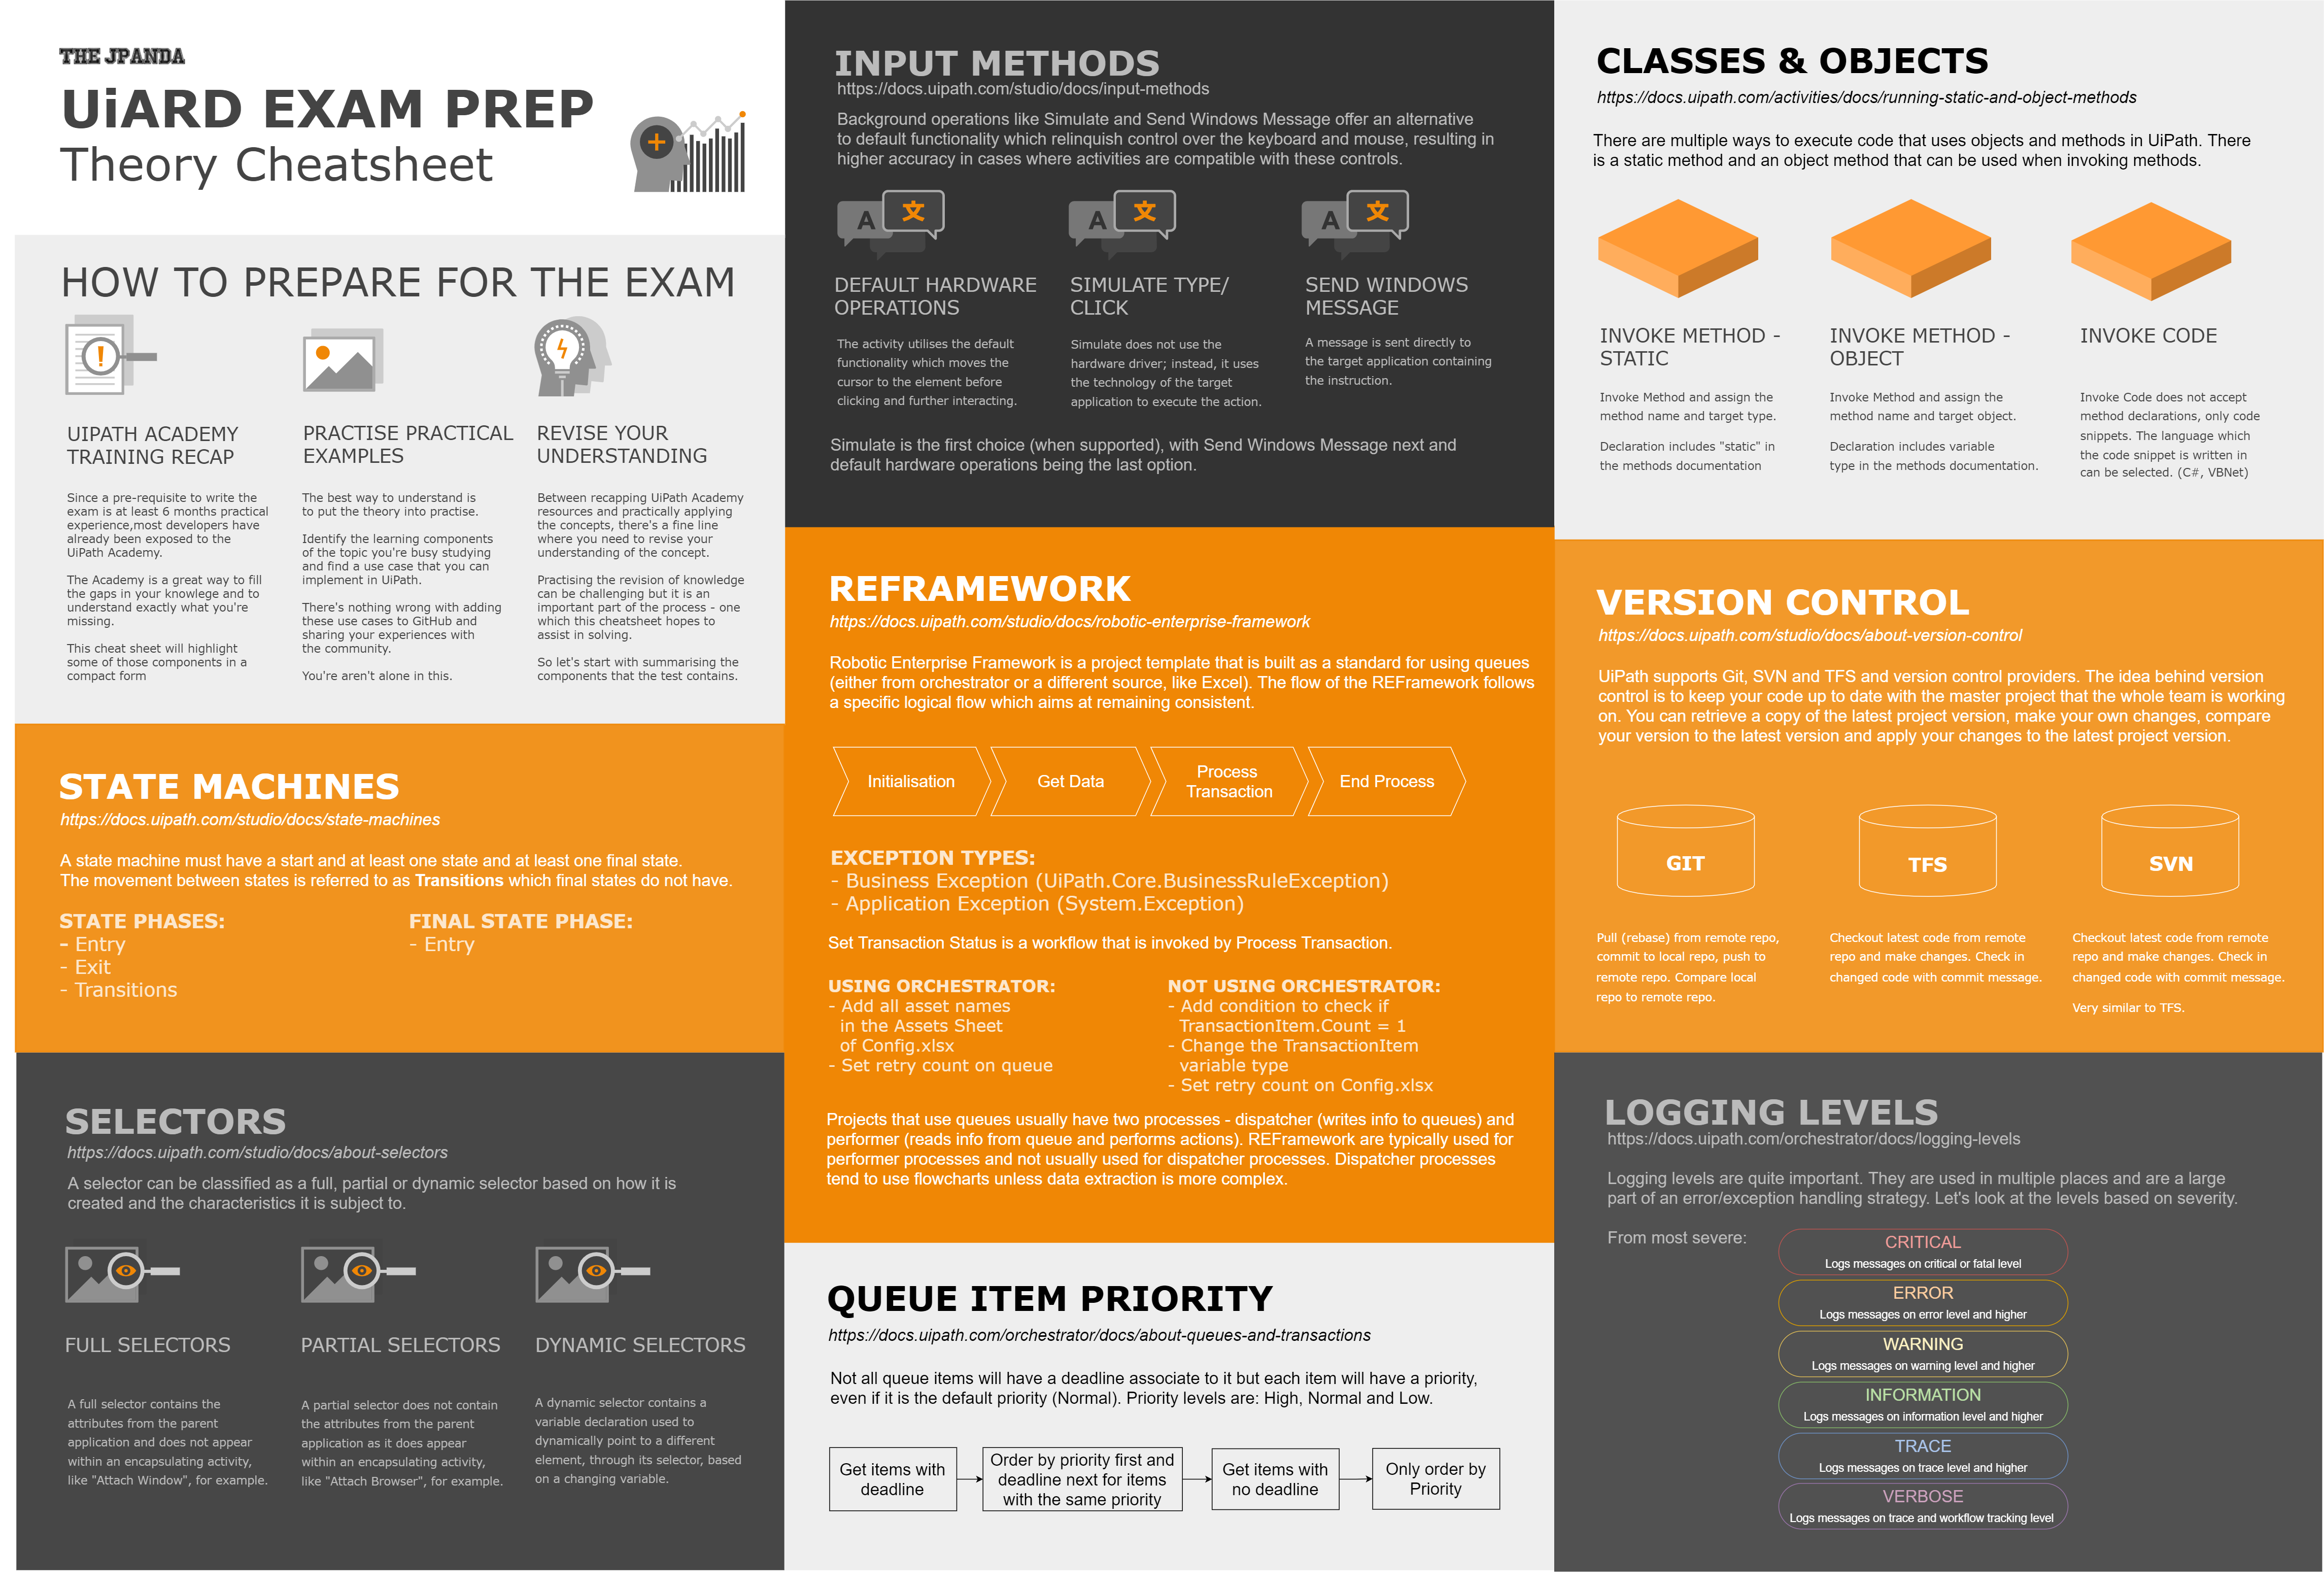 THE JPANDA
UiARD EXAM PREP
Theory Cheatsheet
HOW TO PREPARE FOR THE EXAM
UIPATH ACADEMY
TRAINING RECAP
Since a pre-requisite to write the
exam is at least 6 months practical
experience,most developers have
already been exposed to the
UiPath Academy.
The Academy is a great way to fill
the gaps in your knowlege and to
understand exactly what you're
missing.
This cheat sheet will highlight
some of those components in a
compact form
PRACTISE PRACTICAL
EXAMPLES
The best way to understand is
to put the theory into practise.
Identify the learning components
of the topic you're busy studying
and find a use case that you can
implement in UiPath.
There's nothing wrong with adding
these use cases to GitHub and
sharing your experiences with
the community.
You're aren't alone in this.
REVISE YOUR
UNDERSTANDING
Between recapping UiPath Academy
resources and practically applying
the concepts, there's a fine line
where you need to revise your
understanding of the concept.
Practising the revision of knowledge
can be challenging but it is an
important part of the process - one
which this cheatsheet hopes to
assist in solving.
So let's start with summarising the
components that the test contains.
STATE MACHINES
https://docs.uipath.com/studio/docs/state-machines
A state machine must have a start and at least one state and at least one final state.
The movement between states is referred to as Transitions which final states do not have.
STATE PHASES:
- Entry
- Exit
- Transitions
FINAL STATE PHASE:
- Entry
SELECTORS
https://docs.uipath.com/studio/docs/about-selectors
A selector can be classified as a full, partial or dynamic selector based on how it is
created and the characteristics it is subject to.
FULL SELECTORS
A full selector contains the
attributes from the parent
application and does not appear
within an encapsulating activity,
like "Attach Window", for example.
PARTIAL SELECTORS
A partial selector does not contain
the attributes from the parent
application as it does appear
within an encapsulating activity,
like "Attach Browser", for example.
DYNAMIC SELECTORS
A dynamic selector contains a
variable declaration used to
dynamically point to a different
element, through its selector, based
on a changing variable.
INPUT METHODS
https://docs.uipath.com/studio/docs/input-methods
Background operations like Simulate and Send Windows Message offer an alternative
to default functionality which relinquish control over the keyboard and mouse, resulting in
higher accuracy in cases where activities are compatible with these controls.
A 文
A 文
A 文
DEFAULT HARDWARE
OPERATIONS
The activity utilises the default
functionality which moves the
cursor to the element before
clicking and further interacting.
SIMULATE TYPE/
CLICK
Simulate does not use the
hardware driver; instead, it uses
the technology of the target
application to execute the action.
SEND WINDOWS
MESSAGE
A message is sent directly to
the target application containing
the instruction.
Simulate is the first choice (when supported), with Send Windows Message next and
default hardware operations being the last option.
REFRAMEWORK
https://docs.uipath.com/studio/docs/robotic-enterprise-framework
Robotic Enterprise Framework is a project template that is built as a standard for using queues
(either from orchestrator or a different source, like Excel). The flow of the REFramework follows
a specific logical flow which aims at remaining consistent.
Initialisation
Get Data
Process
Transaction
End Process
EXCEPTION TYPES:
- Business Exception (UiPath.Core.BusinessRuleException)
- Application Exception (System.Exception)
Set Transaction Status is a workflow that is invoked by Process Transaction.
USING ORCHESTRATOR:
- Add all asset names
in the Assets Sheet
of Config.xlsx
- Set retry count on queue
NOT USING ORCHESTRATOR:
- Add condition to check if
TransactionItem.Count = 1
- Change the TransactionItem
variable type
- Set retry count on Config.xlsx
Projects that use queues usually have two processes - dispatcher (writes info to queues) and
performer (reads info from queue and performs actions). REFramework are typically used for
performer processes and not usually used for dispatcher processes. Dispatcher processes
tend to use flowcharts unless data extraction is more complex.
QUEUE ITEM PRIORITY
https://docs.uipath.com/orchestrator/docs/about-queues-and-transactions
Not all queue items will have a deadline associate to it but each item will have a priority,
even if it is the default priority (Normal). Priority levels are: High, Normal and Low.
Get items with
deadline
Order by priority first and
deadline next for items
with the same priority
Get items with
no deadline
Only order by
Priority
CLASSES & OBJECTS
https://docs.uipath.com/activities/docs/running-static-and-object-methods
There are multiple ways to execute code that uses objects and methods in UiPath. There
is a static method and an object method that can be used when invoking methods.
INVOKE METHOD -
STATIC
Invoke Method and assign the
method name and target type.
Declaration includes "static" in
the methods documentation
INVOKE METHOD -
OBJECT
Invoke Method and assign the
method name and target object.
Declaration includes variable
type in the methods documentation.
INVOKE CODE
Invoke Code does not accept
method declarations, only code
snippets. The language which
the code snippet is written in
can be selected. (C#, VBNet)
VERSION CONTROL
https://docs.uipath.com/studio/docs/about-version-control
UiPath supports Git, SVN and TFS and version control providers. The idea behind version
control is to keep your code up to date with the master project that the whole team is working
on. You can retrieve a copy of the latest project version, make your own changes, compare
your version to the latest version and apply your changes to the latest project version.
GIT
Pull (rebase) from remote repo,
commit to local repo, push to
remote repo. Compare local
repo to remote repo.
TFS
Checkout latest code from remote
repo and make changes. Check in
changed code with commit message.
SVN
Checkout latest code from remote
repo and make changes. Check in
changed code with commit message.
Very similar to TFS.
LOGGING LEVELS
https://docs.uipath.com/orchestrator/docs/logging-levels
Logging levels are quite important. They are used in multiple places and are a large
part of an error/exception handling strategy. Let's look at the levels based on severity.
From most severe:
CRITICAL
Logs messages on critical or fatal level
ERROR
Logs messages on error level and higher
WARNING
Logs messages on warning level and higher
INFORMATION
Logs messages on information level and higher
TRACE
Logs messages on trace level and higher
VERBOSE
Logs messages on trace and workflow tracking level